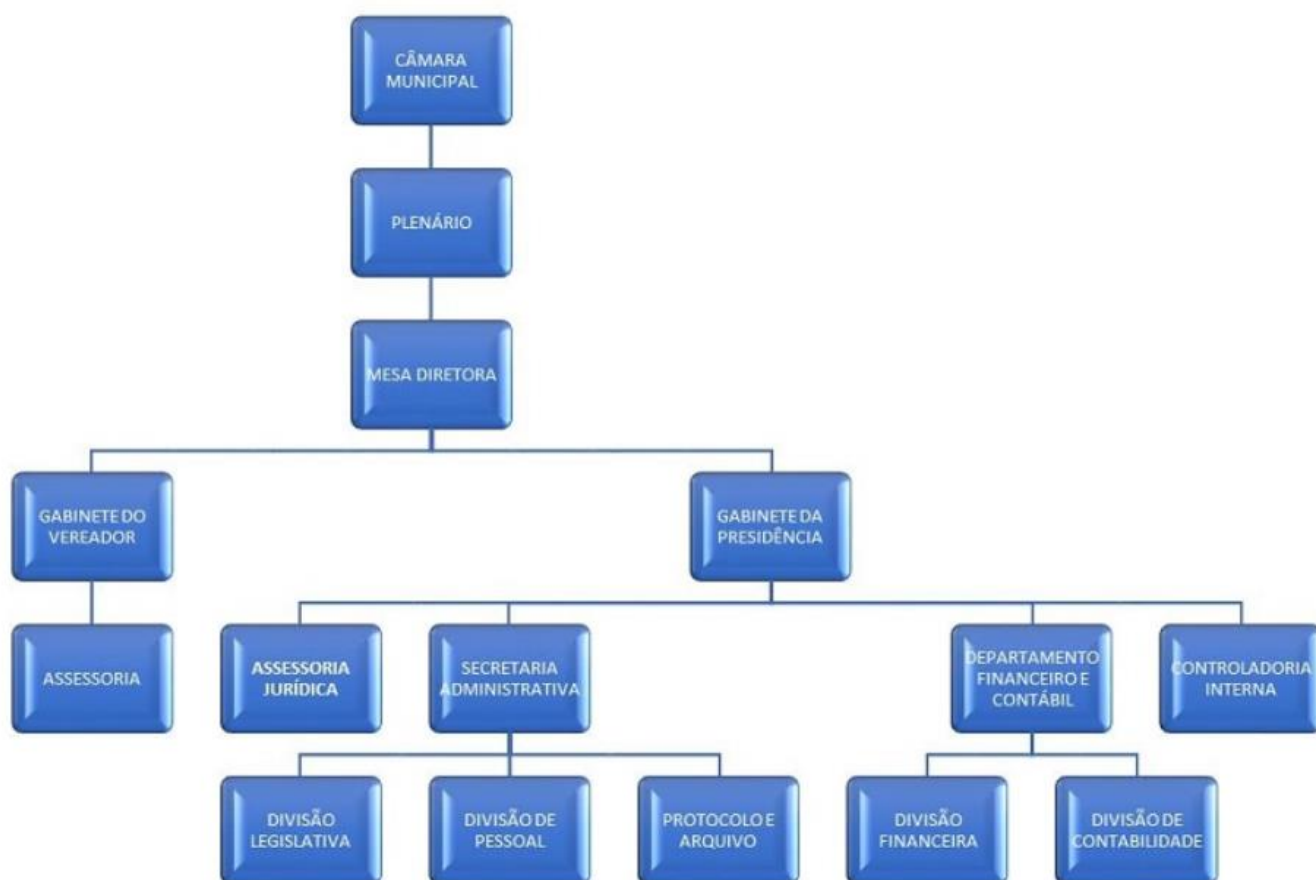 CÂMARA
MUNICIPAL
PLENÁRIO
MESA DIRETORA
GABINETE DO
VEREADOR
GABINETE DA
PRESIDÊNCIA
ASSESSORIA
ASSESSORIA
JURÍDICA
SECRETARIA
ADMINISTRATIVA
DEPARTAMENTO
FINANCEIRO E
CONTÁBIL
CONTROLADORIA
INTERNA
DIVISÃO
LEGISLATIVA
DIVISÃO DE
PESSOAL
PROTOCOLO E
ARQUIVO
DIVISÃO
FINANCEIRA
DIVISÃO DE
CONTABILIDADE